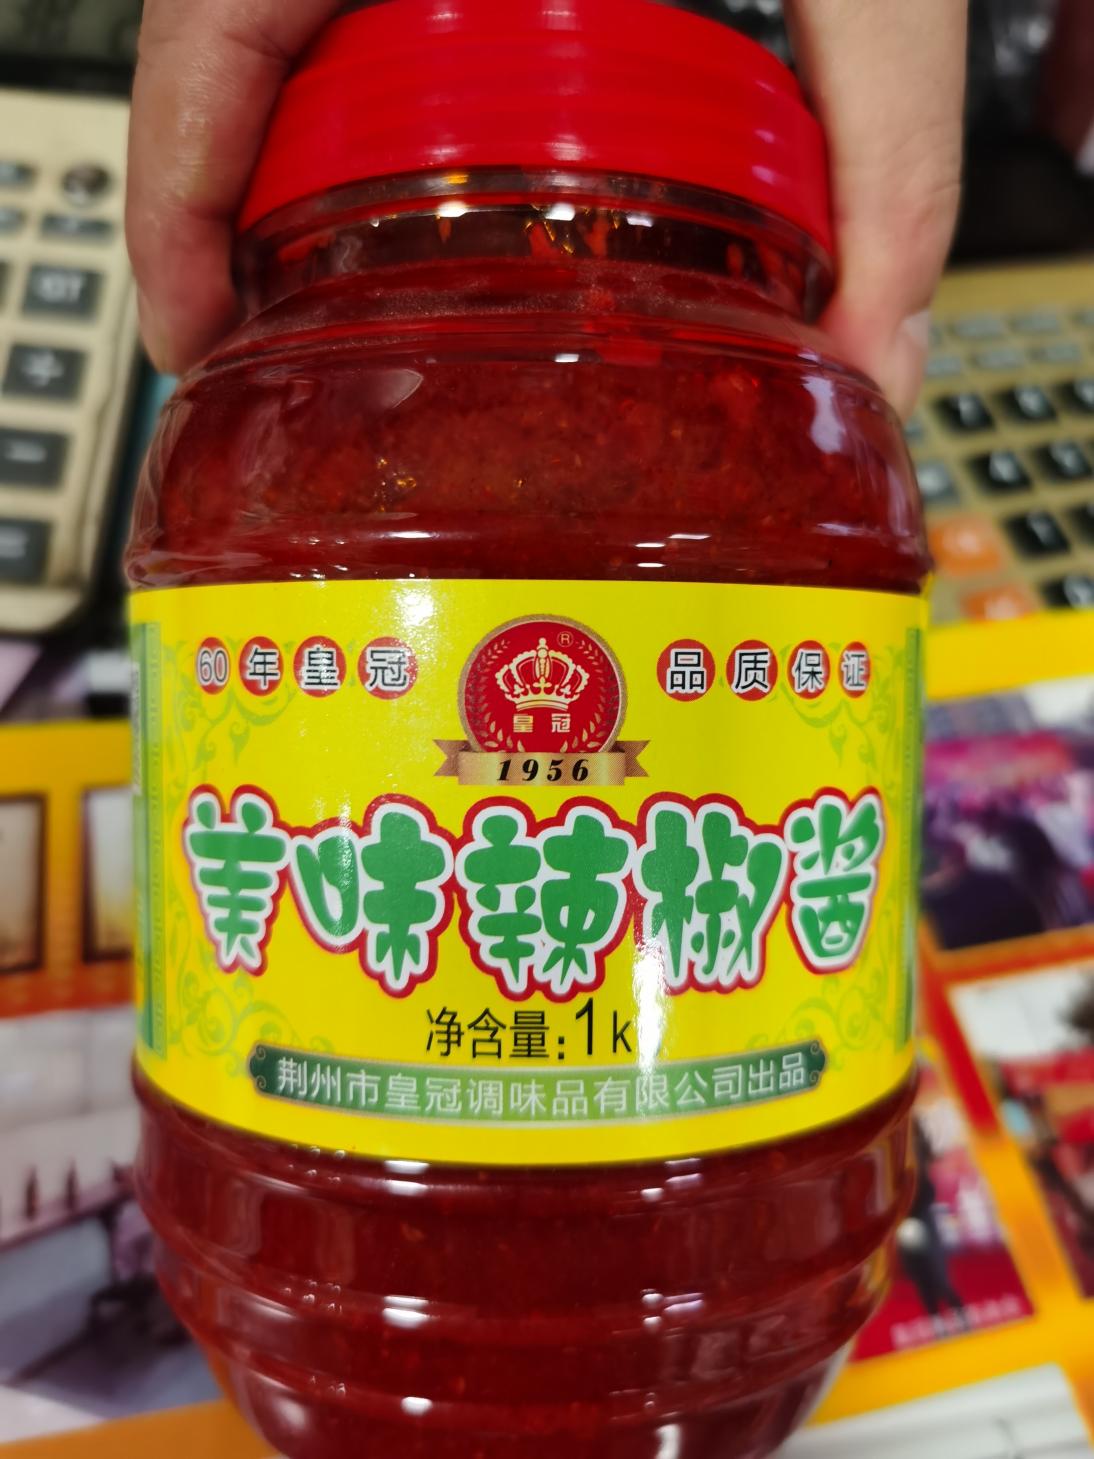 60年皇冠
品质保证
皇冠
®
1956
美味辣椒酱
净含量:1k
荆州市皇冠调味品有限公司出品